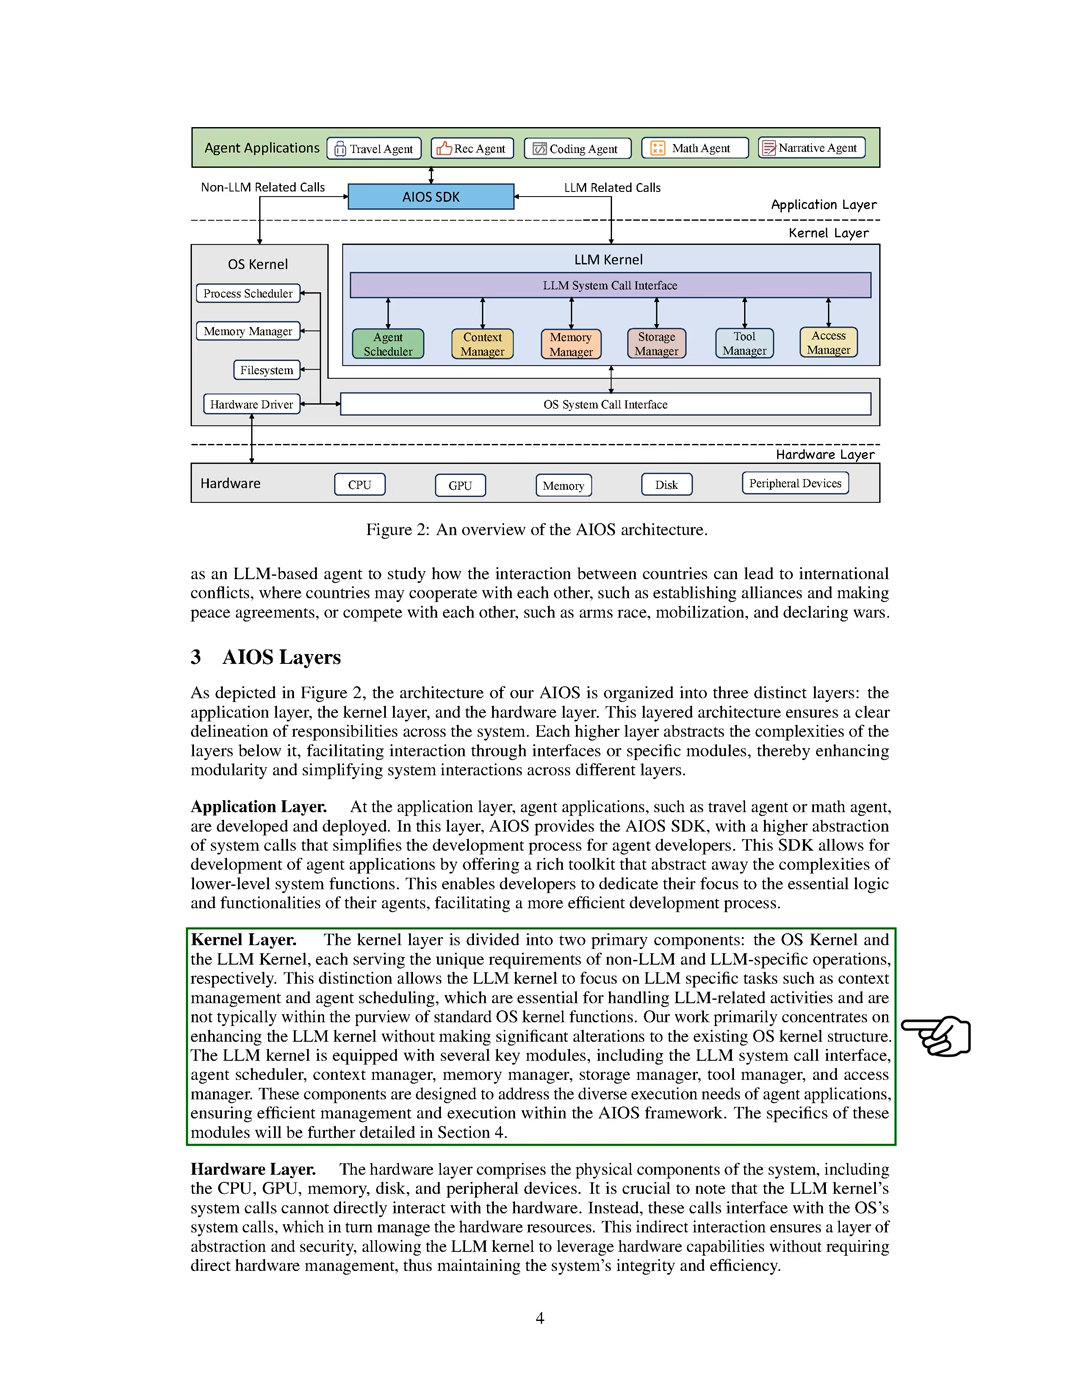 Agent Applications Travel Agent Rec Agent Coding Agent Math Agent Narrative Agent
Non-LLM Related Calls AIOS SDK LLM Related Calls
Application Layer
Kernel Layer
OS Kernel LLM Kernel
LLM System Call Interface
Process Scheduler
Memory Manager
Filesystem
Hardware Driver
Agent Scheduler
Context Manager
Memory Manager
Storage Manager
Tool Manager
Access Manager
OS System Call Interface
Hardware Layer
Hardware CPU GPU Memory Disk Peripheral Devices
Figure 2: An overview of the AIOS architecture.
as an LLM-based agent to study how the interaction between countries can lead to international
conflicts, where countries may cooperate with each other, such as establishing alliances and making
peace agreements, or compete with each other, such as arms race, mobilization, and declaring wars.
3 AIOS Layers
As depicted in Figure 2, the architecture of our AIOS is organized into three distinct layers: the
application layer, the kernel layer, and the hardware layer. This layered architecture ensures a clear
delineation of responsibilities across the system. Each higher layer abstracts the complexities of the
layers below it, facilitating interaction through interfaces or specific modules, thereby enhancing
modularity and simplifying system interactions across different layers.
Application Layer. At the application layer, agent applications, such as travel agent or math agent,
are developed and deployed. In this layer, AIOS provides the AIOS SDK, with a higher abstraction
of system calls that simplifies the development process for agent developers. This SDK allows for
development of agent applications by offering a rich toolkit that abstract away the complexities of
lower-level system functions. This enables developers to dedicate their focus to the essential logic
and functionalities of their agents, facilitating a more efficient development process.
Kernel Layer. The kernel layer is divided into two primary components: the OS Kernel and
the LLM Kernel, each serving the unique requirements of non-LLM and LLM-specific operations,
respectively. This distinction allows the LLM kernel to focus on LLM specific tasks such as context
management and agent scheduling, which are essential for handling LLM-related activities and are
not typically within the purview of standard OS kernel functions. Our work primarily concentrates on
enhancing the LLM kernel without making significant alterations to the existing OS kernel structure.
The LLM kernel is equipped with several key modules, including the LLM system call interface,
agent scheduler, context manager, memory manager, storage manager, tool manager, and access
manager. These components are designed to address the diverse execution needs of agent applications,
ensuring efficient management and execution within the AIOS framework. The specifics of these
modules will be further detailed in Section 4.
Hardware Layer. The hardware layer comprises the physical components of the system, including
the CPU, GPU, memory, disk, and peripheral devices. It is crucial to note that the LLM kernel's
system calls cannot directly interact with the hardware. Instead, these calls interface with the OS's
system calls, which in turn manage the hardware resources. This indirect interaction ensures a layer of
abstraction and security, allowing the LLM kernel to leverage hardware capabilities without requiring
direct hardware management, thus maintaining the system's integrity and efficiency.
4